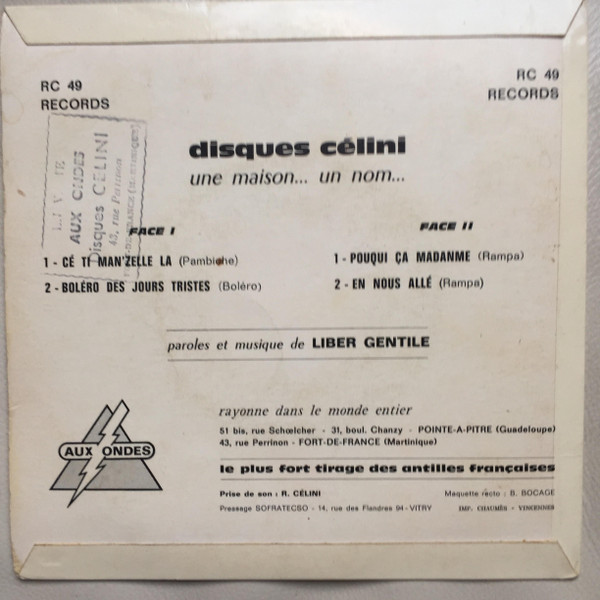 RC 49
RECORDS
RC 49
RECORDS
AUX ONDES
Disques CÉLINI
43, rue Perrinon
disques célini
une maison... un nom...
FACE I
1 - CÉ TI MAN'ZELLE LA (Pambiche)
2 - BOLÉRO DES JOURS TRISTES (Boléro)
FACE II
1 - POUQUI ÇA MADANME (Rampa)
2 - EN NOUS ALLÉ (Rampa)
paroles et musique de LIBER GENTILE
AUX ONDES
rayonne dans le monde entier
51 bis, rue Schœlcher - 31, boul. Chanzy - POINTE-A-PITRE (Guadeloupe)
43, rue Perrinon - FORT-DE-FRANCE (Martinique)
le plus fort tirage des antilles françaises
Prise de son : R. CÉLINI
Maquette recto : B. BOCAGE
Pressage SOFRATECSO - 14, rue des Flandres 94 - VITRY
IMP. CHAUMÈS - VINCENNES